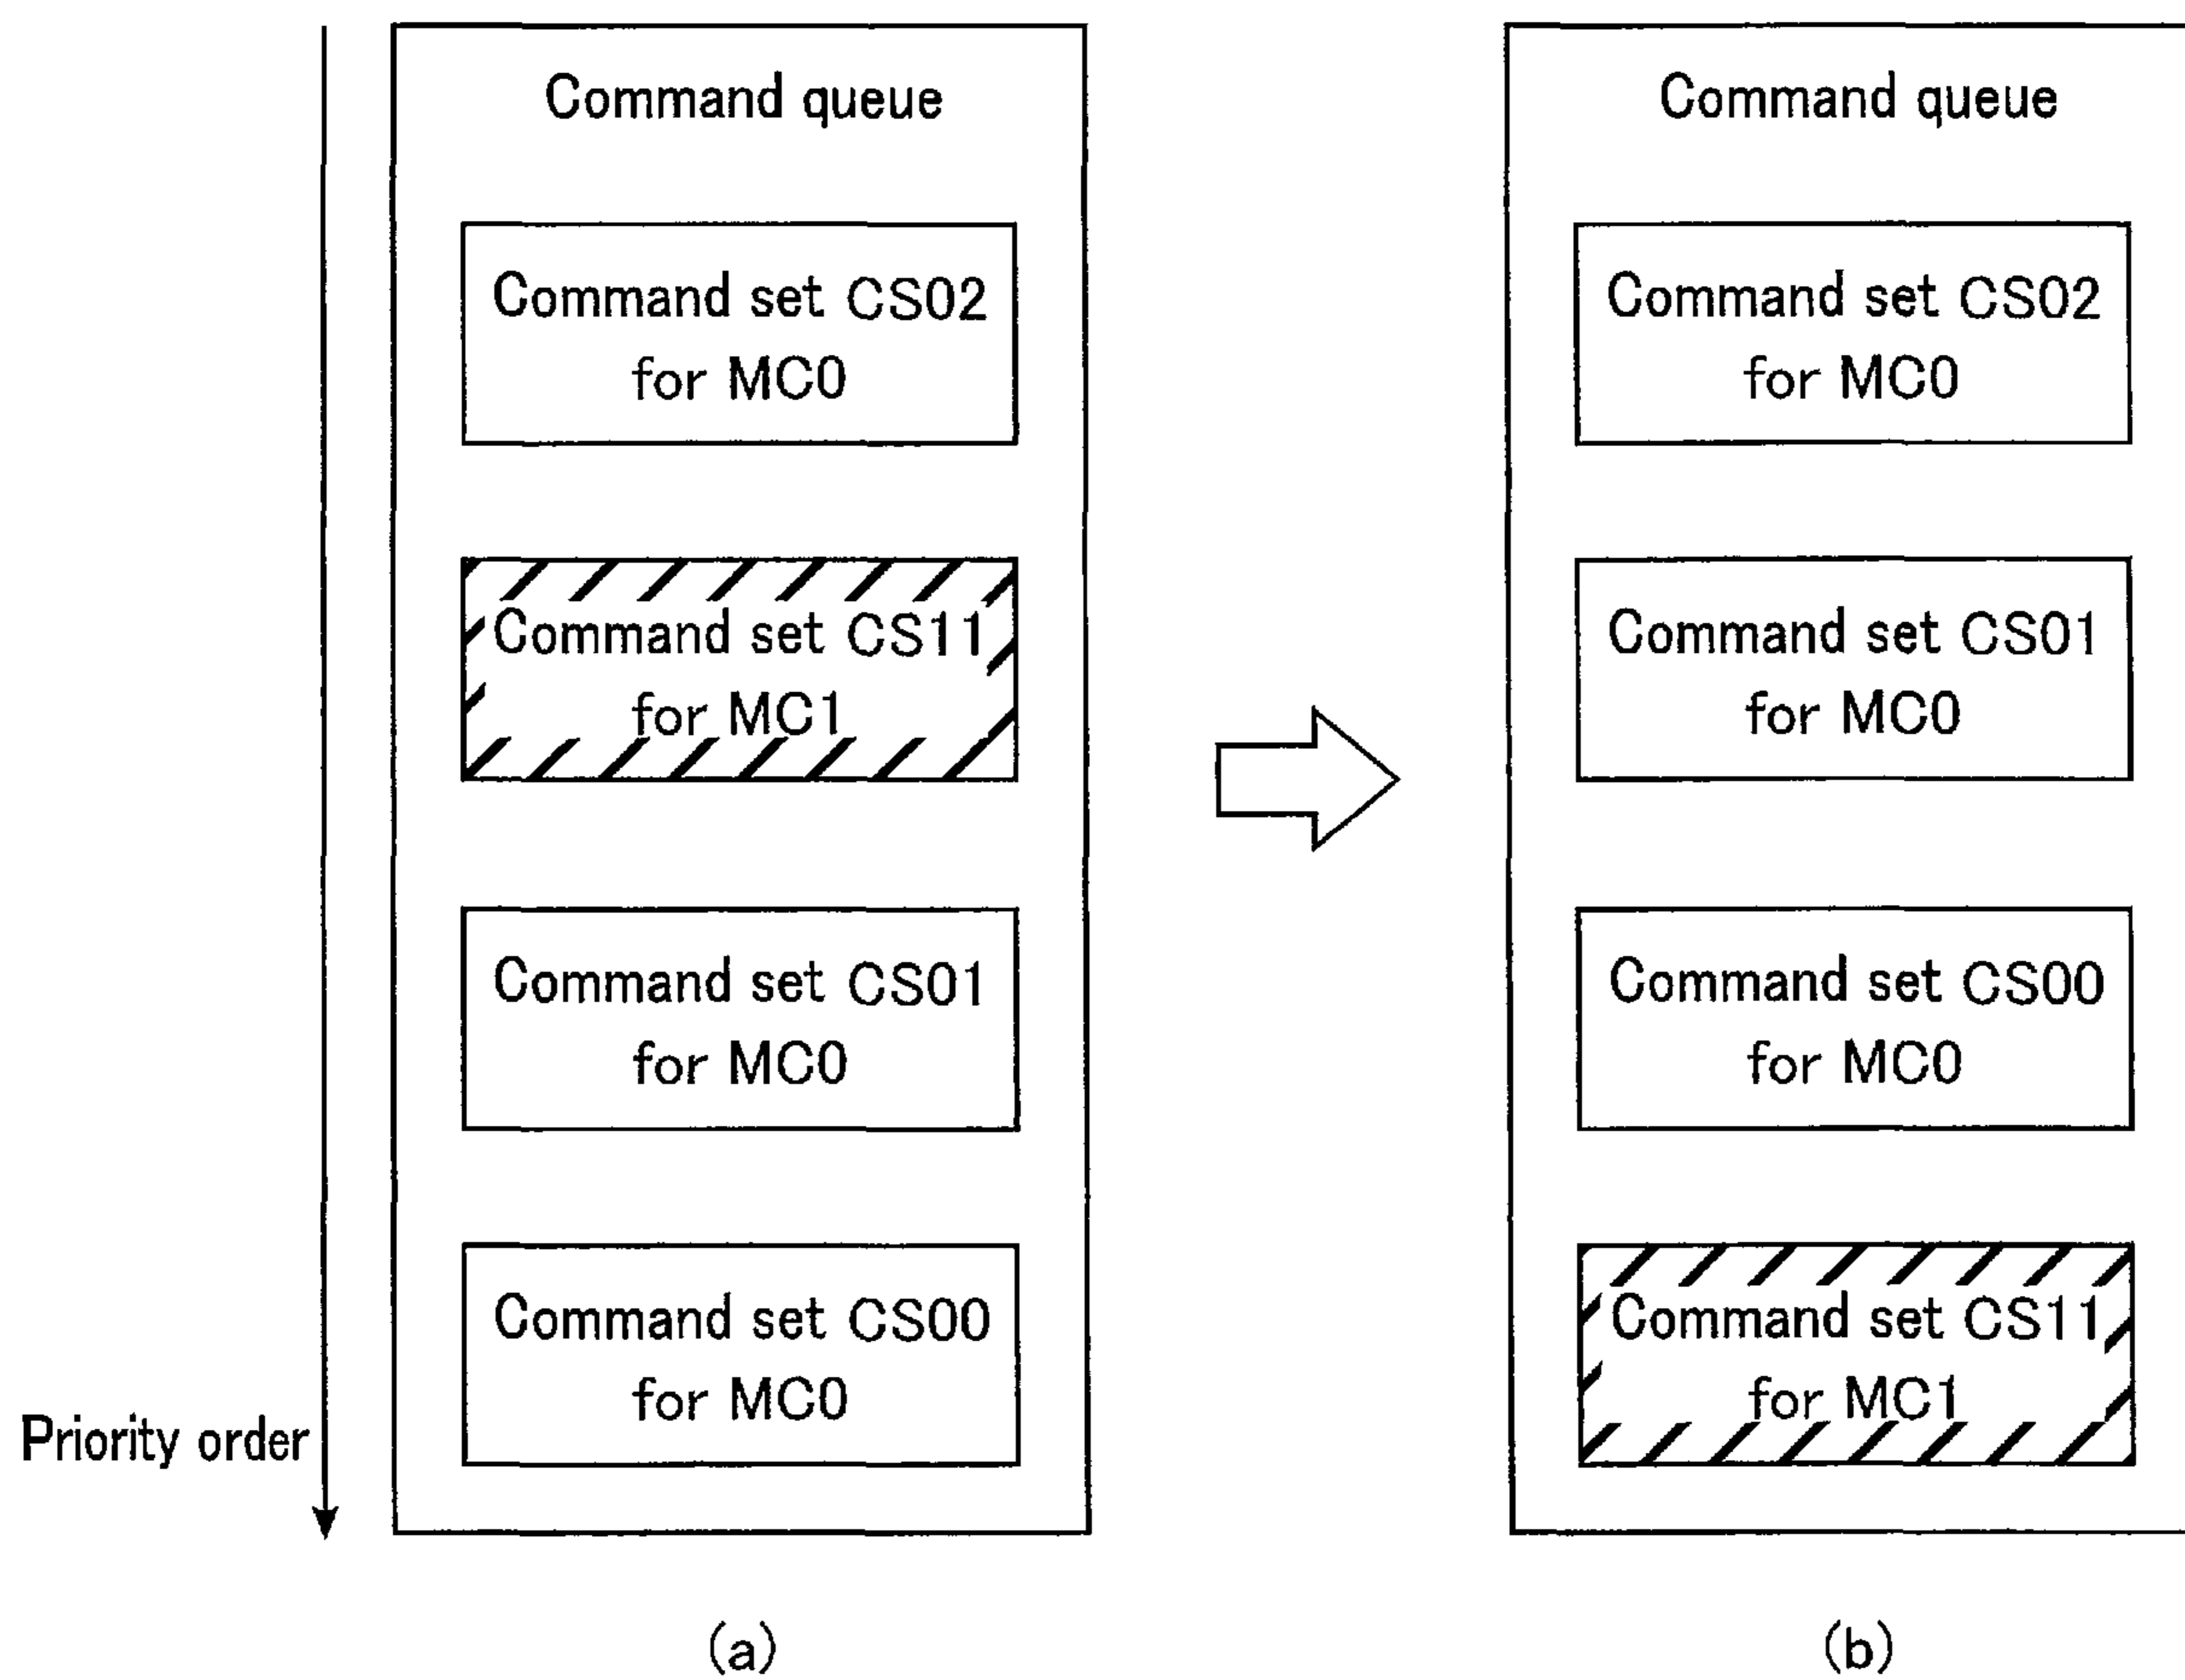 Command queue
Command set CS02
for MC0
Command set CS11
for MC1
Command set CS01
for MC0
Command set CS00
for MC0
Priority order
(a)
Command queue
Command set CS02
for MC0
Command set CS01
for MC0
Command set CS00
for MC0
Command set CS11
for MC1
(b)